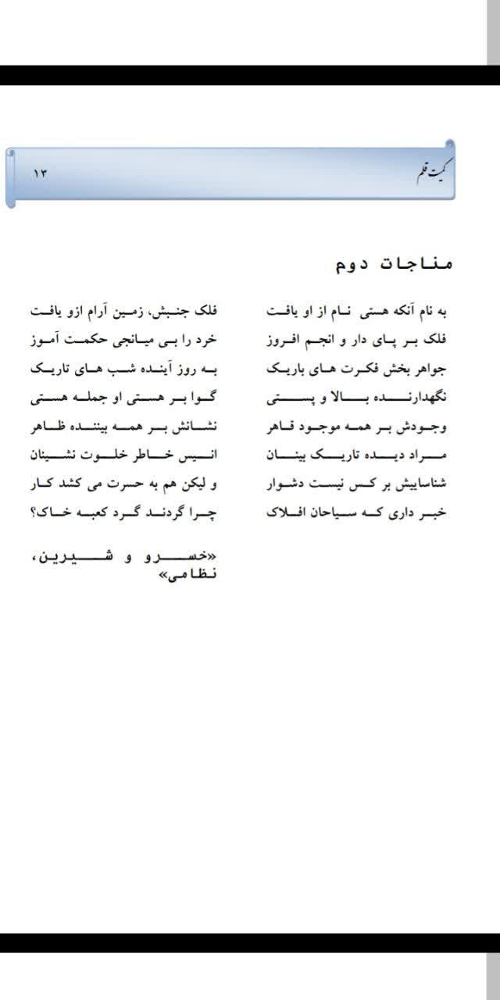 کمیت قلم ۱۳
مناجات دوم
به نام آنکه هستی نام از او یافت فلک جنبش، زمین آرام ازو یافت
فلک بر پای دار و انجم افروز خرد را بی میانجی حکمت آموز
جواهر بخش فکرت های باریک به روز آینده شب های تاریک
نگهدارنده بالا و پستی گوا بر هستی او جمله هستی
وجودش بر همه موجود قاهر نشانش بر همه بیننده ظاهر
مراد دیده تاریک بینان انیس خاطر خلوت نشینان
شناساییش بر کس نیست دشوار و لیکن هم به حسرت می کشد کار
خبر داری که سیاحان افلاک چرا گردند گرد کعبه خاک؟
«خسرو و شیرین،
نظامی»